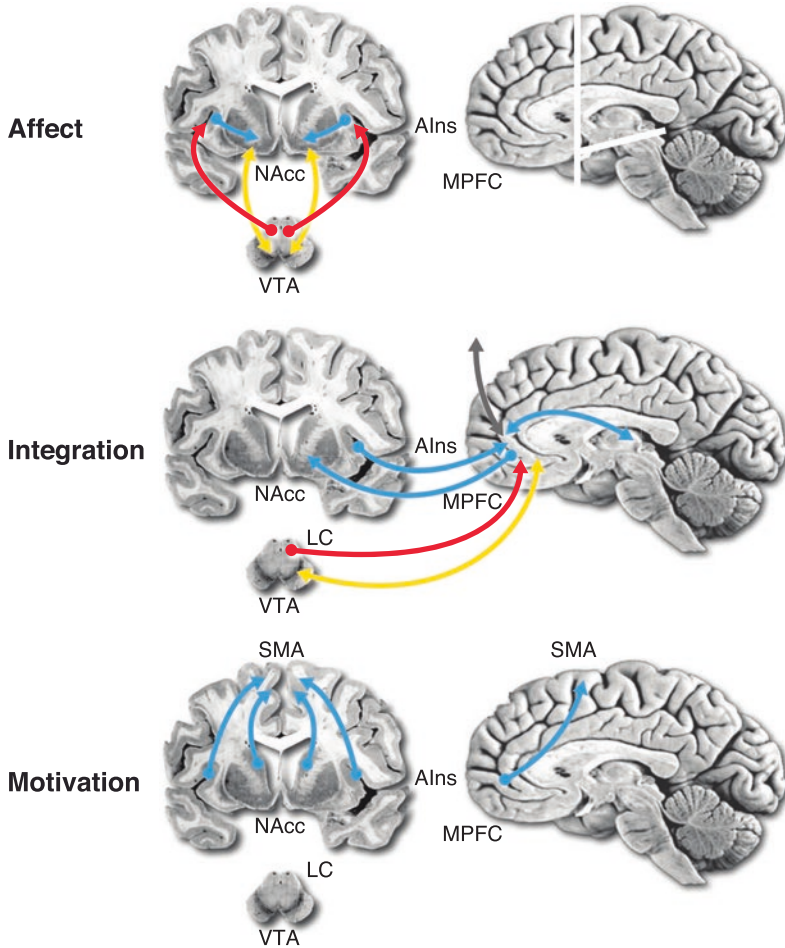 Affect
AIns
NAcc
MPFC
VTA
Integration
AIns
NAcc
MPFC
LC
VTA
SMA
SMA
Motivation
AIns
NAcc
MPFC
LC
VTA